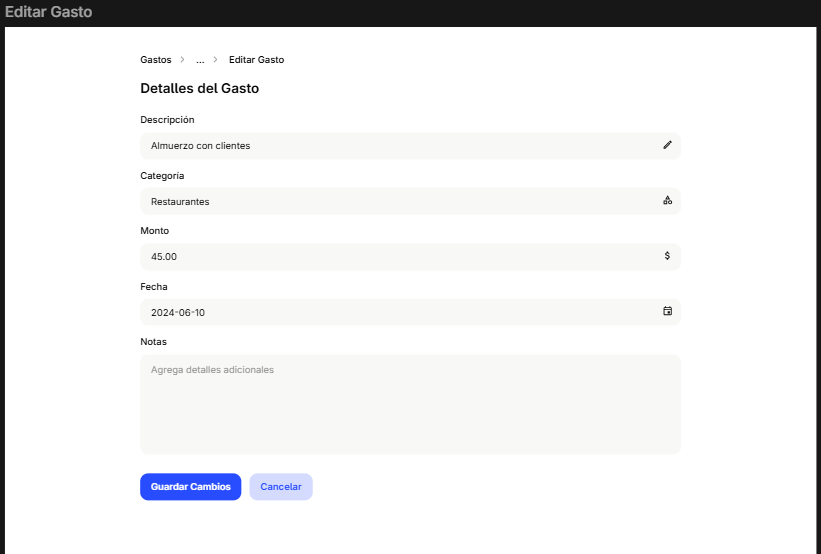 Editar Gasto
Gastos > ... > Editar Gasto
Detalles del Gasto
Descripción
Almuerzo con clientes
Categoría
Restaurantes
Monto
45.00
$
Fecha
2024-06-10
Notas
Agrega detalles adicionales
Guardar Cambios
Cancelar